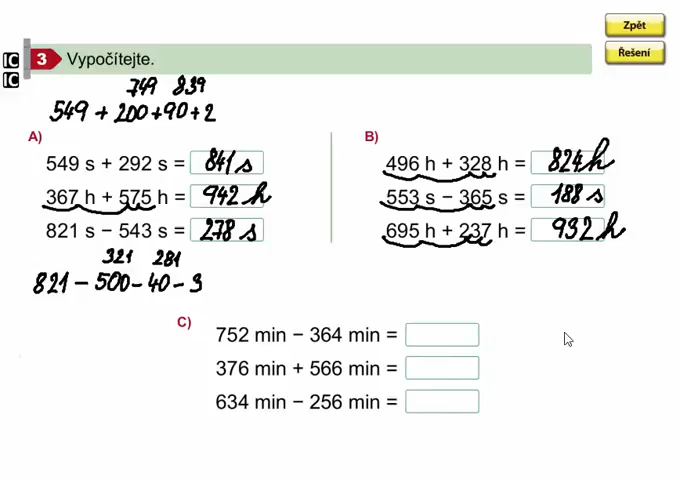 Zpět
Řešení
3 Vypočítejte.
749 839
549 + 200 + 90 + 2
A)
549 s + 292 s = 841 s
367 h + 575 h = 942 h
821 s − 543 s = 278 s
321 281
821 − 500 − 40 − 3
B)
496 h + 328 h = 824 h
553 s − 365 s = 188 s
695 h + 237 h = 932 h
C)
752 min − 364 min =
376 min + 566 min =
634 min − 256 min =